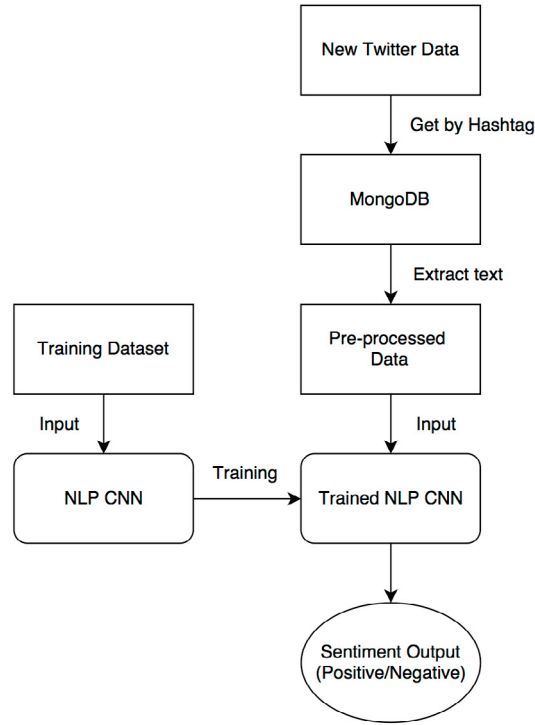 New Twitter Data
Get by Hashtag
MongoDB
Extract text
Training Dataset
Pre-processed
Data
Input
Input
NLP CNN
Training
Trained NLP CNN
Sentiment Output
(Positive/Negative)